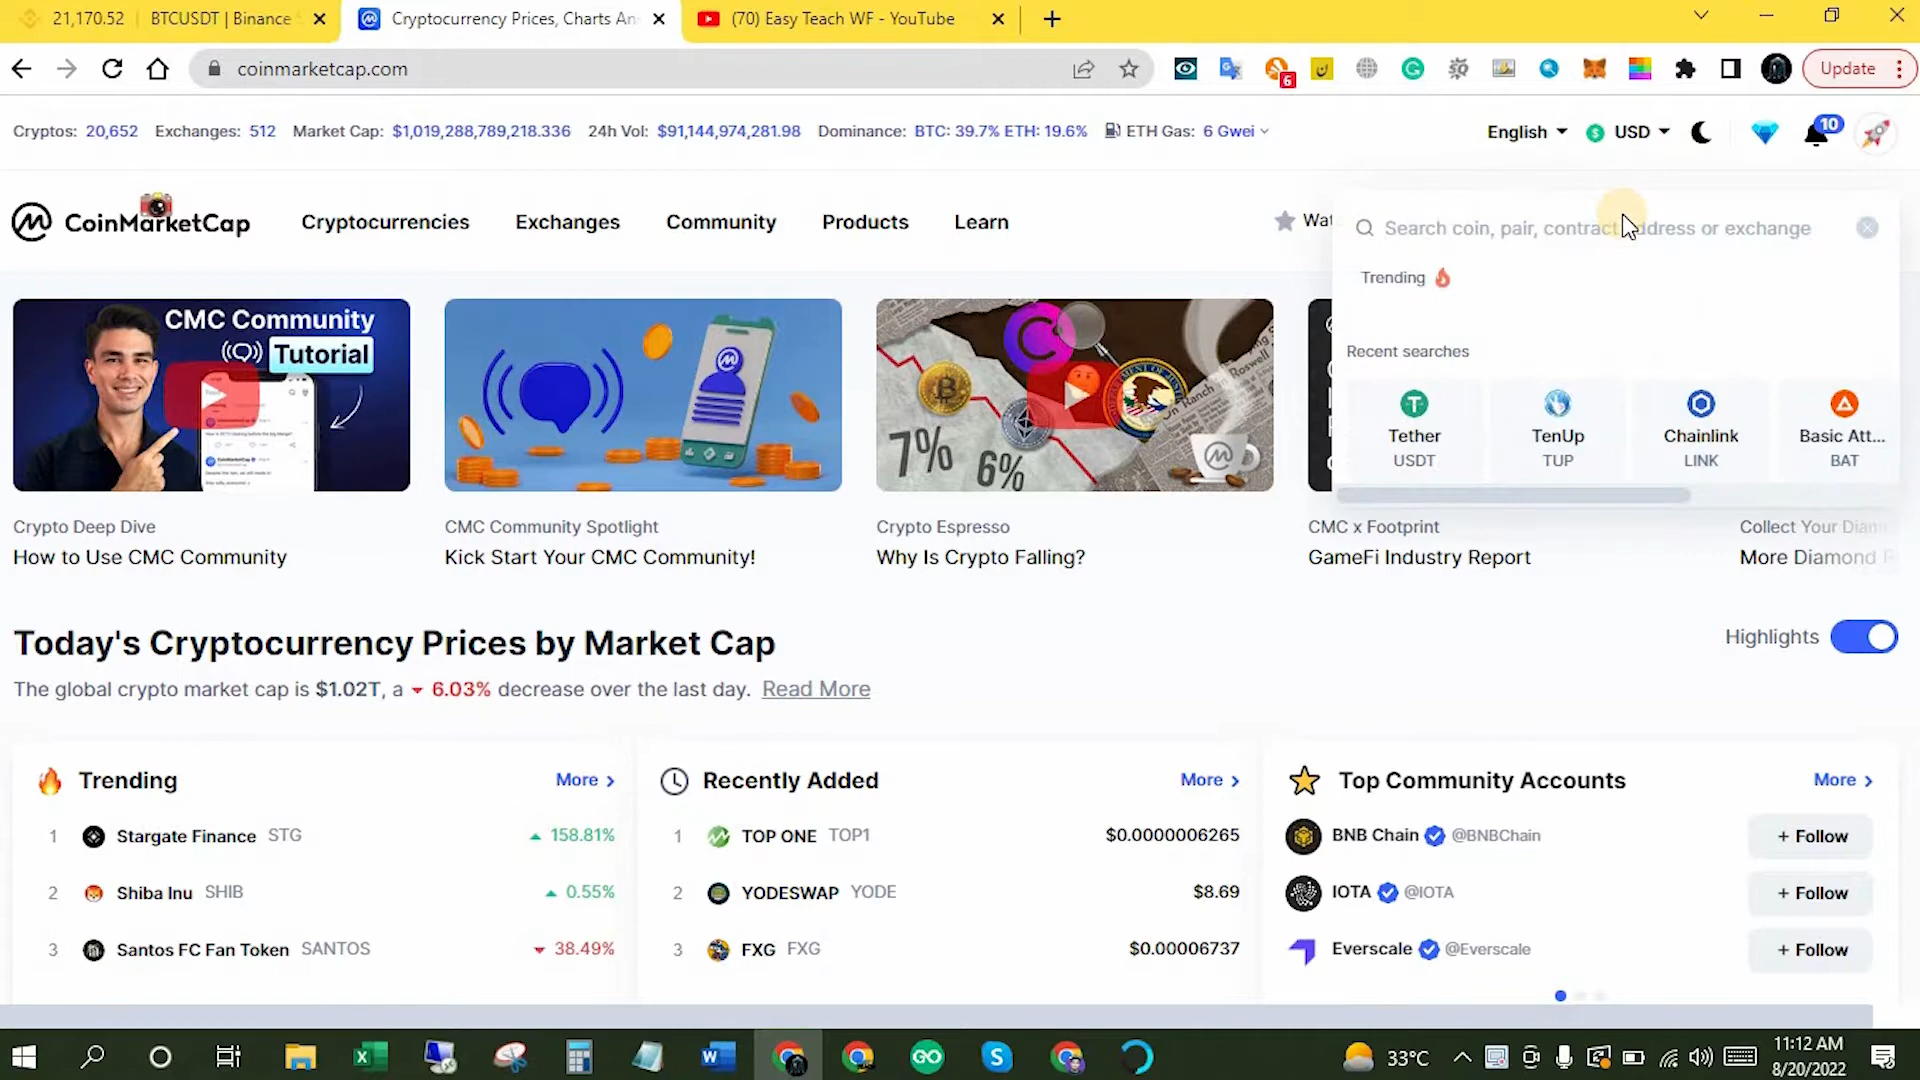 21,170.52 BTCUSDT | Binance
Cryptocurrency Prices, Charts An
(70) Easy Teach WF - YouTube
coinmarketcap.com
6
Update
Cryptos: 20,652 Exchanges: 512 Market Cap: $1,019,288,789,218.336 24h Vol: $91,144,974,281.98 Dominance: BTC: 39.7% ETH: 19.6% ETH Gas: 6 Gwei
English USD 10
CoinMarketCap
Cryptocurrencies Exchanges Community Products Learn
Wat
Search coin, pair, contract address or exchange
Trending
Recent searches
Tether
USDT
TenUp
TUP
Chainlink
LINK
Basic Att...
BAT
CMC Community
Tutorial
7%
6%
Crypto Deep Dive
How to Use CMC Community
CMC Community Spotlight
Kick Start Your CMC Community!
Crypto Espresso
Why Is Crypto Falling?
CMC x Footprint
GameFi Industry Report
Collect Your Diam
More Diamond R
Today's Cryptocurrency Prices by Market Cap
Highlights
The global crypto market cap is $1.02T, a 6.03% decrease over the last day. Read More
Trending More
1 Stargate Finance STG 158.81%
2 Shiba Inu SHIB 0.55%
3 Santos FC Fan Token SANTOS 38.49%
Recently Added More
1 TOP ONE TOP1 $0.0000006265
2 YODESWAP YODE $8.69
3 FXG FXG $0.00006737
Top Community Accounts More
BNB Chain @BNBChain + Follow
IOTA @IOTA + Follow
Everscale @Everscale + Follow
33°C
11:12 AM
8/20/2022